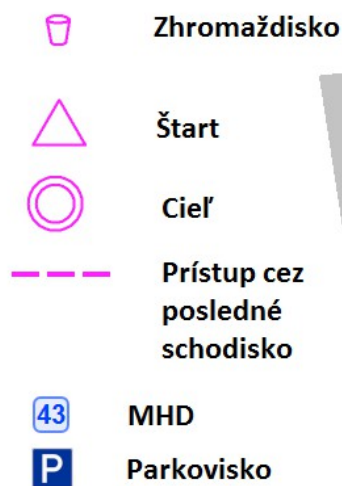 Zhromaždisko
Štart
Cieľ
Prístup cez
posledné
schodisko
43 MHD
P Parkovisko